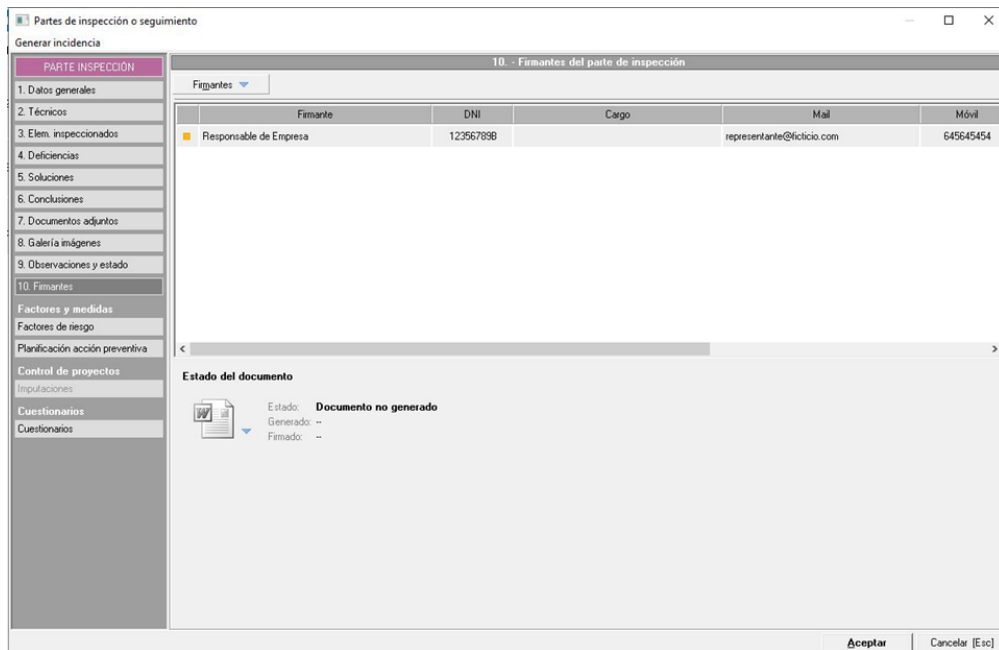 Partes de inspección o seguimiento
Generar incidencia
PARTE INSPECCIÓN
1. Datos generales
2. Técnicos
3. Elem. inspeccionados
4. Deficiencias
5. Soluciones
6. Conclusiones
7. Documentos adjuntos
8. Galería imágenes
9. Observaciones y estado
10. Firmantes
Factores y medidas
Factores de riesgo
Planificación acción preventiva
Control de proyectos
Imputaciones
Cuestionarios
Cuestionarios
10. - Firmantes del parte de inspección
Firmantes
Firmante DNI Cargo Mail Móvil
Responsable de Empresa 12356789B representante@ficticio.com 645645454
Estado del documento
Estado: Documento no generado
Generado: --
Firmado: --
Aceptar Cancelar [Esc]